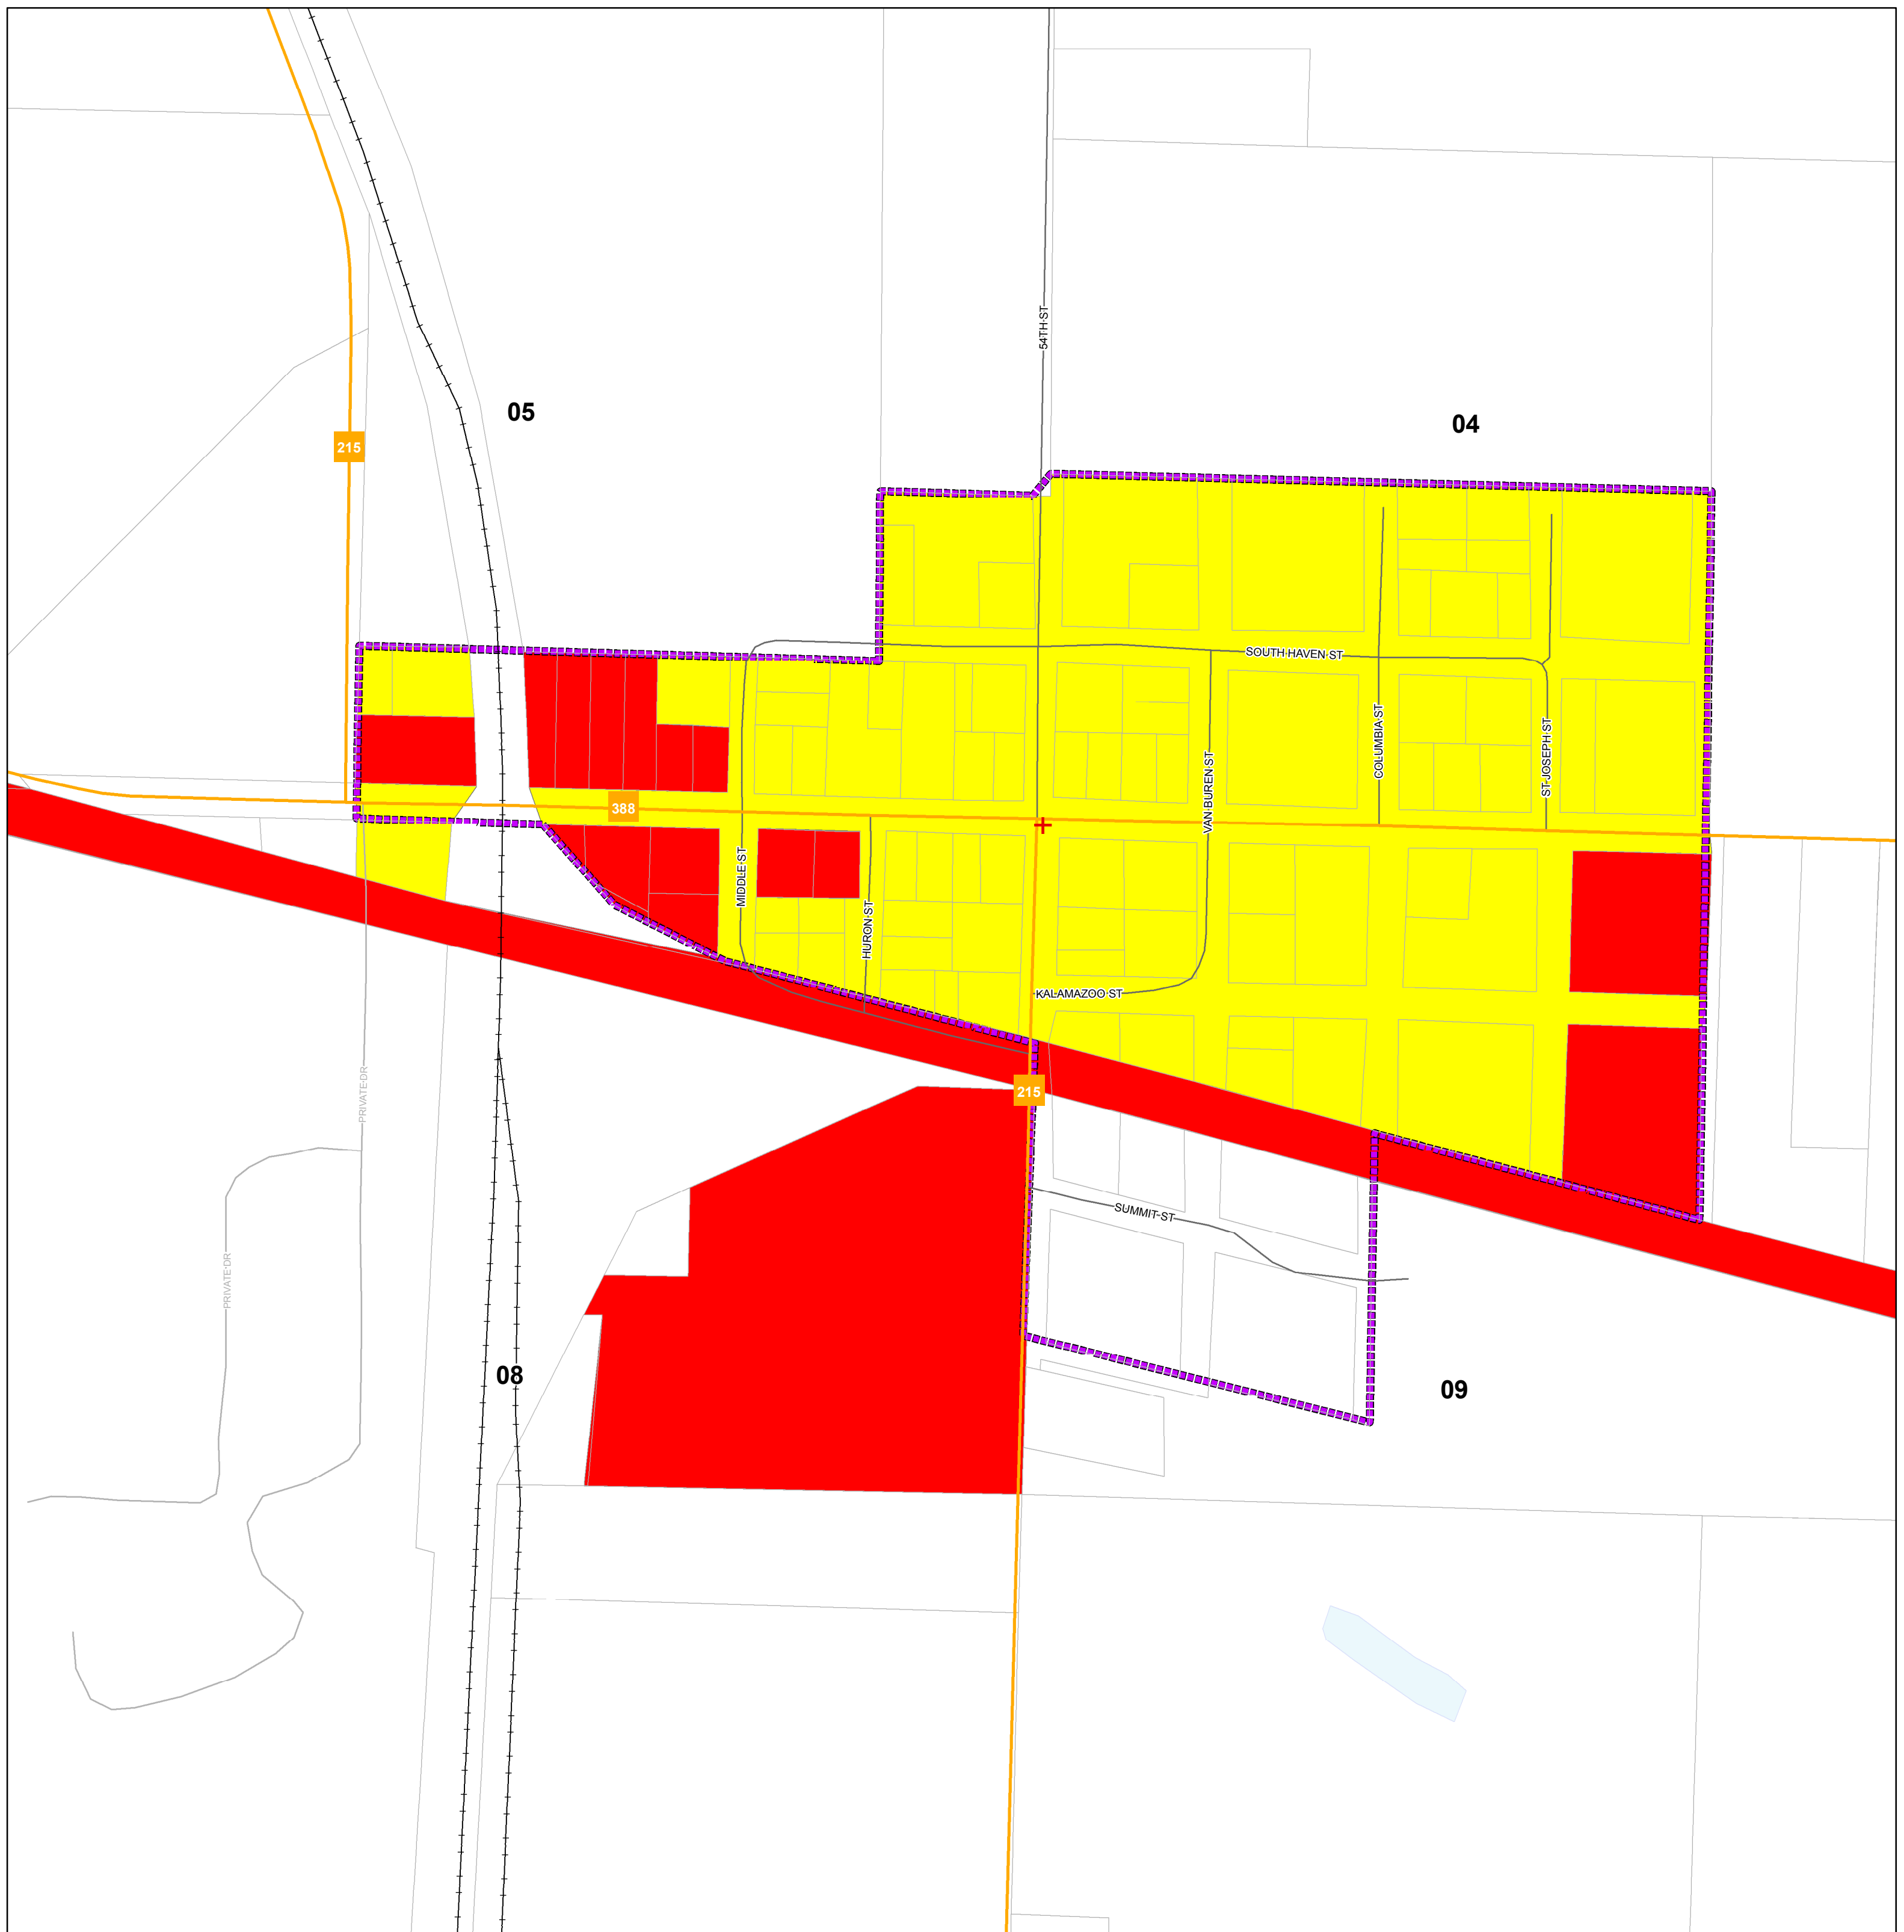 54TH ST
05
04
215
SOUTH HAVEN ST
COLUMBIA ST
ST JOSEPH ST
VAN BUREN ST
388
MIDDLE ST
HURON ST
KALAMAZOO ST
215
PRIVATE DR
SUMMIT ST
PRIVATE DR
08
09